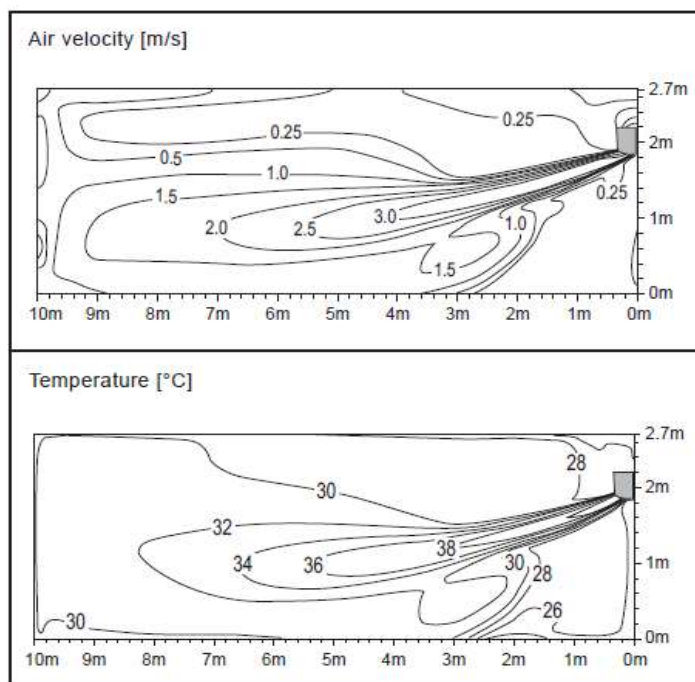 Air velocity [m/s]
2.7m
0.25 0.25
2m
0.5
1.0
1.5 0.25
2.0 2.5 3.0 1.0 1m
1.5
0m
10m 9m 8m 7m 6m 5m 4m 3m 2m 1m 0m
Temperature [°C]
2.7m
28
30 2m
32
38
34 36 30 1m
28
30 26
0m
10m 9m 8m 7m 6m 5m 4m 3m 2m 1m 0m